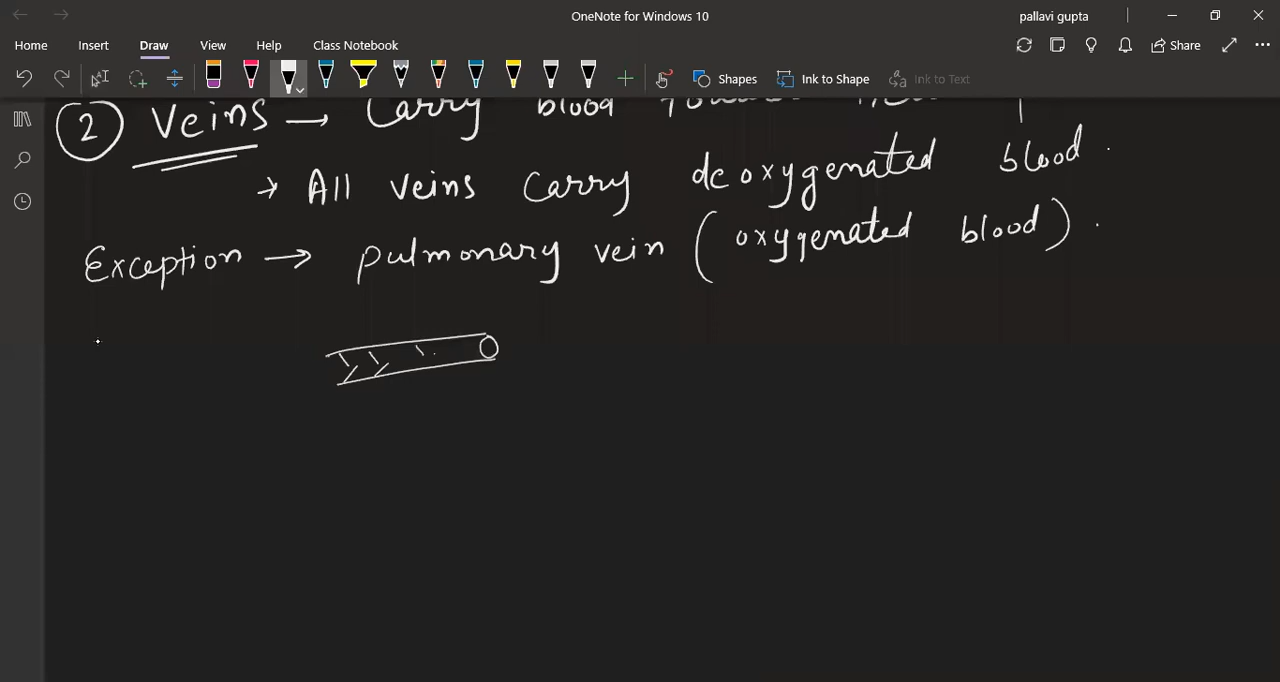 OneNote for Windows 10
pallavi gupta
Home Insert Draw View Help Class Notebook
Share
Shapes Ink to Shape Ink to Text
2 Veins → Carry blood
→ All veins carry deoxygenated blood.
Exception → pulmonary vein (oxygenated blood).